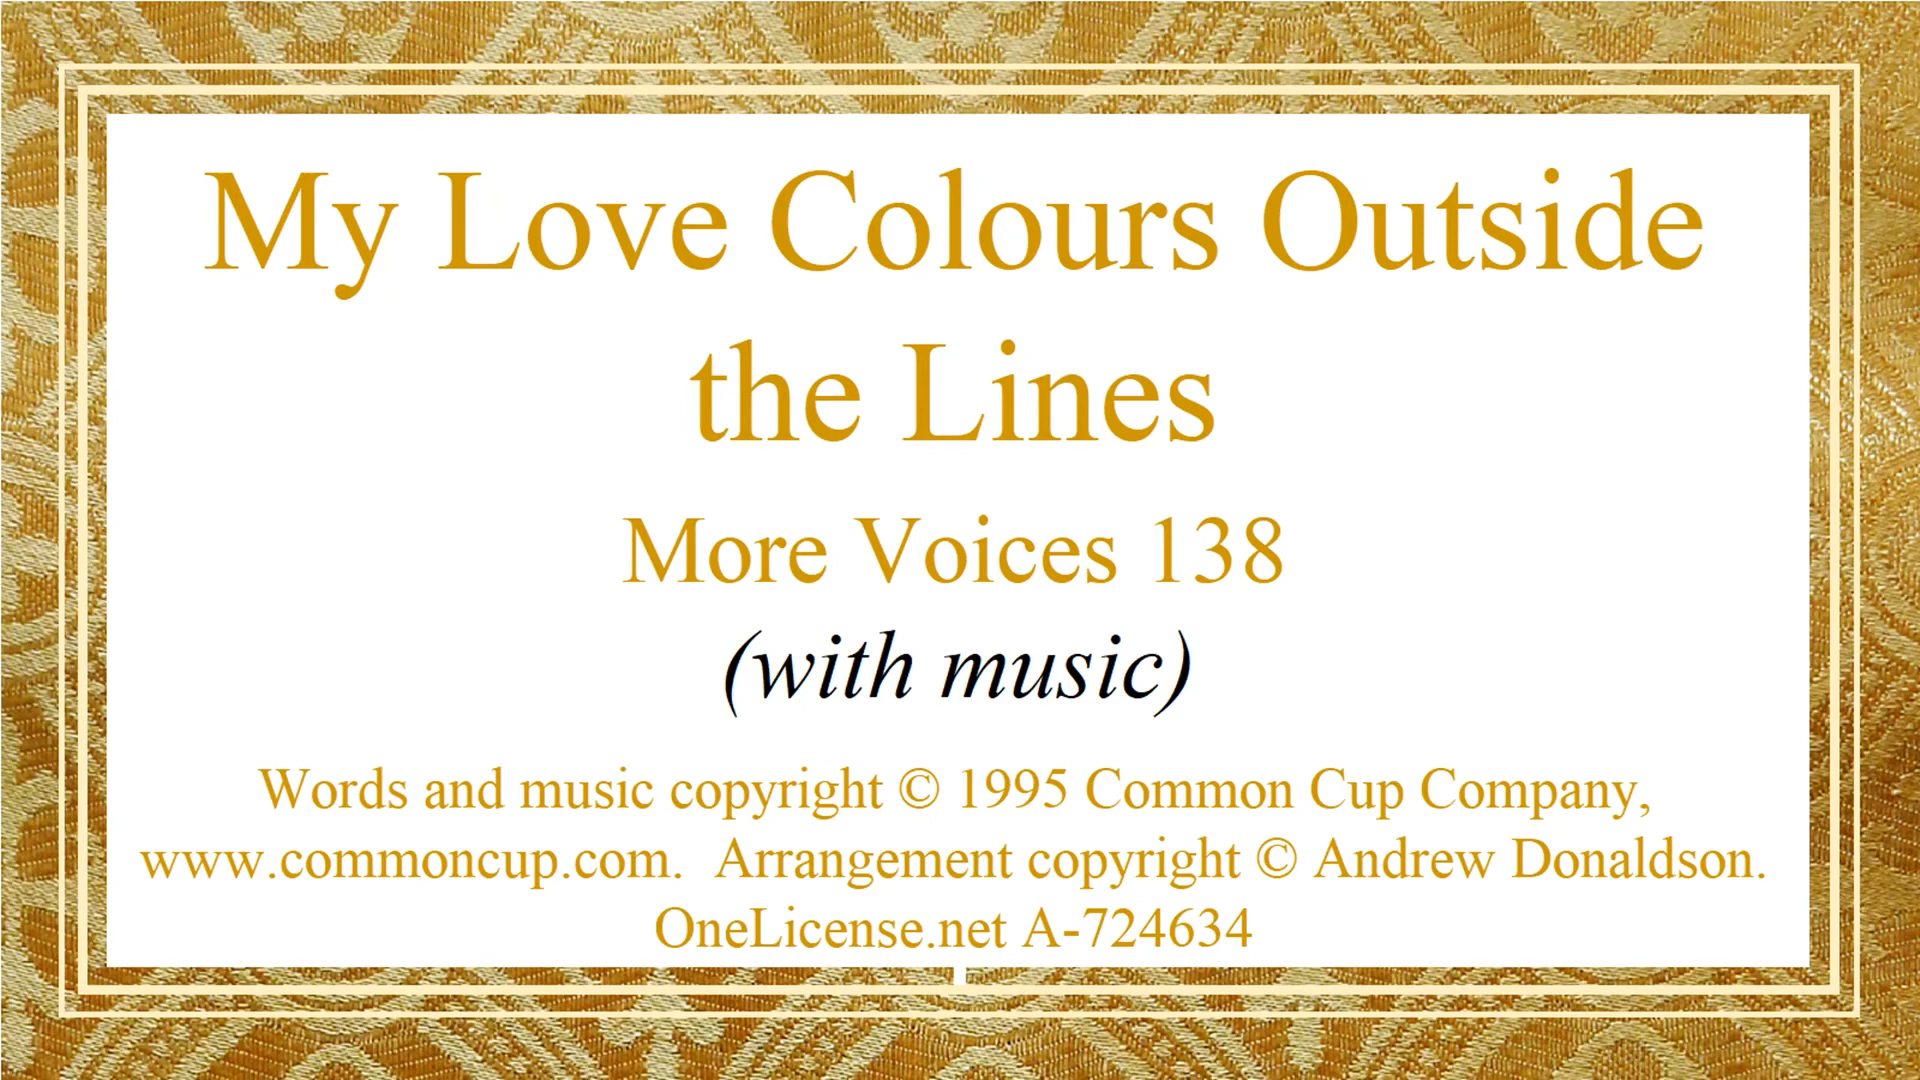 My Love Colours Outside
the Lines
More Voices 138
(with music)
Words and music copyright © 1995 Common Cup Company,
www.commoncup.com.  Arrangement copyright © Andrew Donaldson.
OneLicense.net A-724634